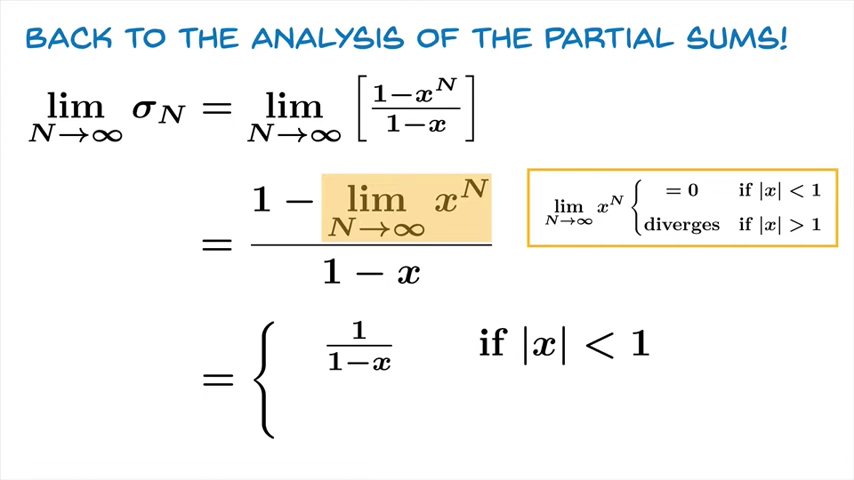 BACK TO THE ANALYSIS OF THE PARTIAL SUMS!
lim N→∞ σ_N = lim N→∞ [ (1−x^N)/(1−x) ]
= (1 − lim N→∞ x^N)/(1 − x)
lim N→∞ x^N { = 0 if |x| < 1
diverges if |x| > 1
= { 1/(1−x) if |x| < 1